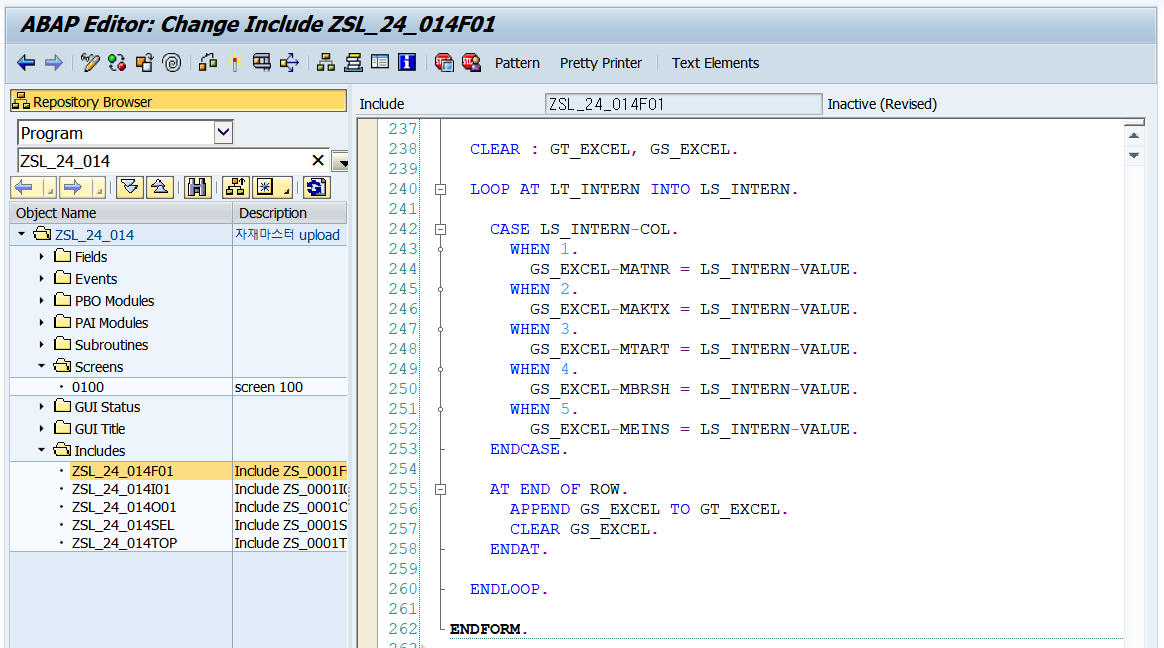 ABAP Editor: Change Include ZSL_24_014F01
Pattern Pretty Printer Text Elements
Repository Browser
Program
ZSL_24_014
Object Name Description
ZSL_24_014 자재마스터 upload
Fields
Events
PBO Modules
PAI Modules
Subroutines
Screens
0100 screen 100
GUI Status
GUI Title
Includes
ZSL_24_014F01 Include ZS_0001F
ZSL_24_014I01 Include ZS_0001I
ZSL_24_014O01 Include ZS_0001O
ZSL_24_014SEL Include ZS_0001S
ZSL_24_014TOP Include ZS_0001T
Include ZSL_24_014F01 Inactive (Revised)
237
238 CLEAR : GT_EXCEL, GS_EXCEL.
239
240 LOOP AT LT_INTERN INTO LS_INTERN.
241
242 CASE LS_INTERN-COL.
243 WHEN 1.
244 GS_EXCEL-MATNR = LS_INTERN-VALUE.
245 WHEN 2.
246 GS_EXCEL-MAKTX = LS_INTERN-VALUE.
247 WHEN 3.
248 GS_EXCEL-MTART = LS_INTERN-VALUE.
249 WHEN 4.
250 GS_EXCEL-MBRSH = LS_INTERN-VALUE.
251 WHEN 5.
252 GS_EXCEL-MEINS = LS_INTERN-VALUE.
253 ENDCASE.
254
255 AT END OF ROW.
256 APPEND GS_EXCEL TO GT_EXCEL.
257 CLEAR GS_EXCEL.
258 ENDAT.
259
260 ENDLOOP.
261
262 ENDFORM.